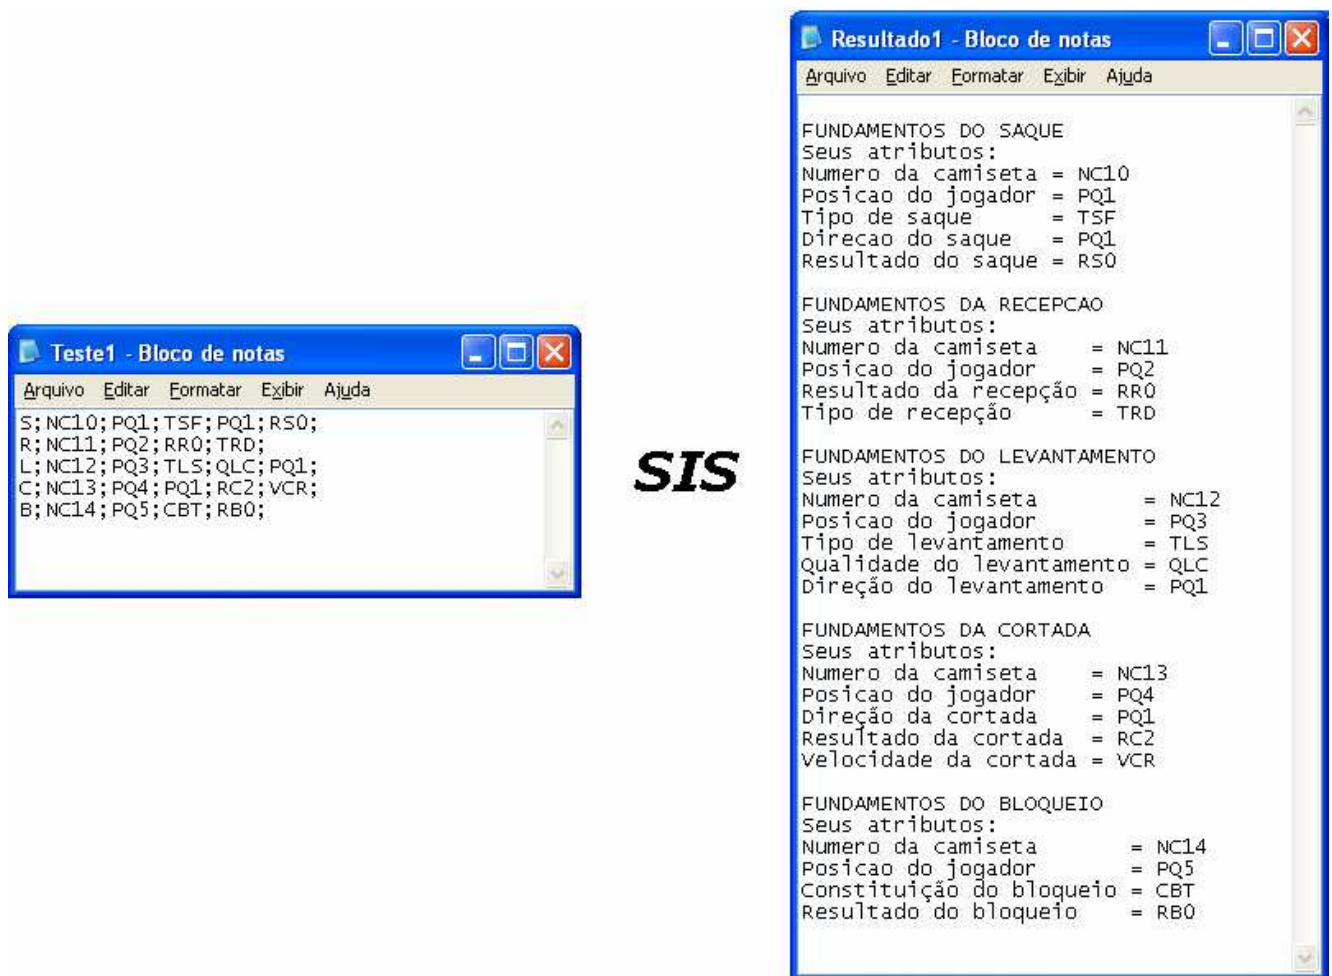 Teste1 - Bloco de notas
Arquivo Editar Formatar Exibir Ajuda
S;NC10;PQ1;TSF;PQ1;RS0;
R;NC11;PQ2;RR0;TRD;
L;NC12;PQ3;TLS;QLC;PQ1;
C;NC13;PQ4;PQ1;RC2;VCR;
B;NC14;PQ5;CBT;RB0;
SIS
Resultado1 - Bloco de notas
Arquivo Editar Formatar Exibir Ajuda
FUNDAMENTOS DO SAQUE
Seus atributos:
Numero da camiseta = NC10
Posicao do jogador = PQ1
Tipo de saque = TSF
Direcao do saque = PQ1
Resultado do saque = RS0
FUNDAMENTOS DA RECEPCAO
Seus atributos:
Numero da camiseta = NC11
Posicao do jogador = PQ2
Resultado da recepção = RR0
Tipo de recepção = TRD
FUNDAMENTOS DO LEVANTAMENTO
Seus atributos:
Numero da camiseta = NC12
Posicao do jogador = PQ3
Tipo de levantamento = TLS
Qualidade do levantamento = QLC
Direção do levantamento = PQ1
FUNDAMENTOS DA CORTADA
Seus atributos:
Numero da camiseta = NC13
Posicao do jogador = PQ4
Direção da cortada = PQ1
Resultado da cortada = RC2
Velocidade da cortada = VCR
FUNDAMENTOS DO BLOQUEIO
Seus atributos:
Numero da camiseta = NC14
Posicao do jogador = PQ5
Constituição do bloqueio = CBT
Resultado do bloqueio = RB0